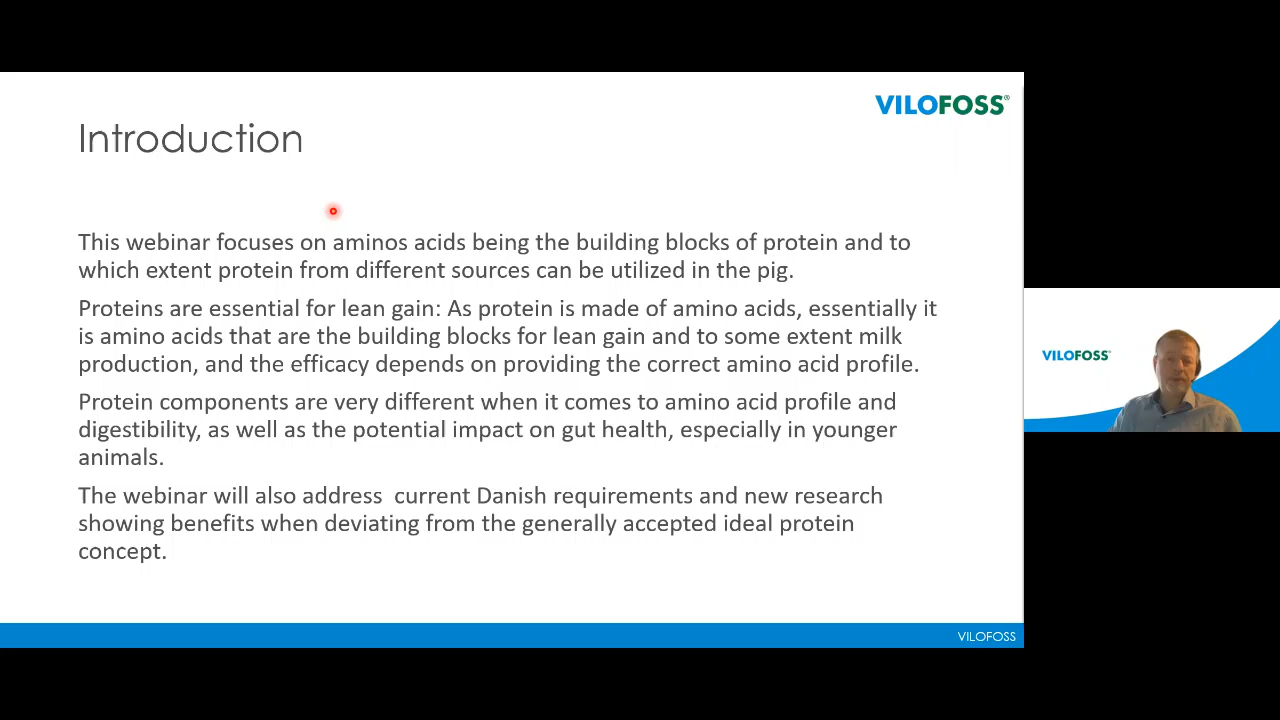 VILOFOSS®
Introduction
This webinar focuses on aminos acids being the building blocks of protein and to
which extent protein from different sources can be utilized in the pig.
Proteins are essential for lean gain: As protein is made of amino acids, essentially it
is amino acids that are the building blocks for lean gain and to some extent milk
production, and the efficacy depends on providing the correct amino acid profile.
Protein components are very different when it comes to amino acid profile and
digestibility, as well as the potential impact on gut health, especially in younger
animals.
The webinar will also address  current Danish requirements and new research
showing benefits when deviating from the generally accepted ideal protein
concept.
VILOFOSS
VILOFOSS®